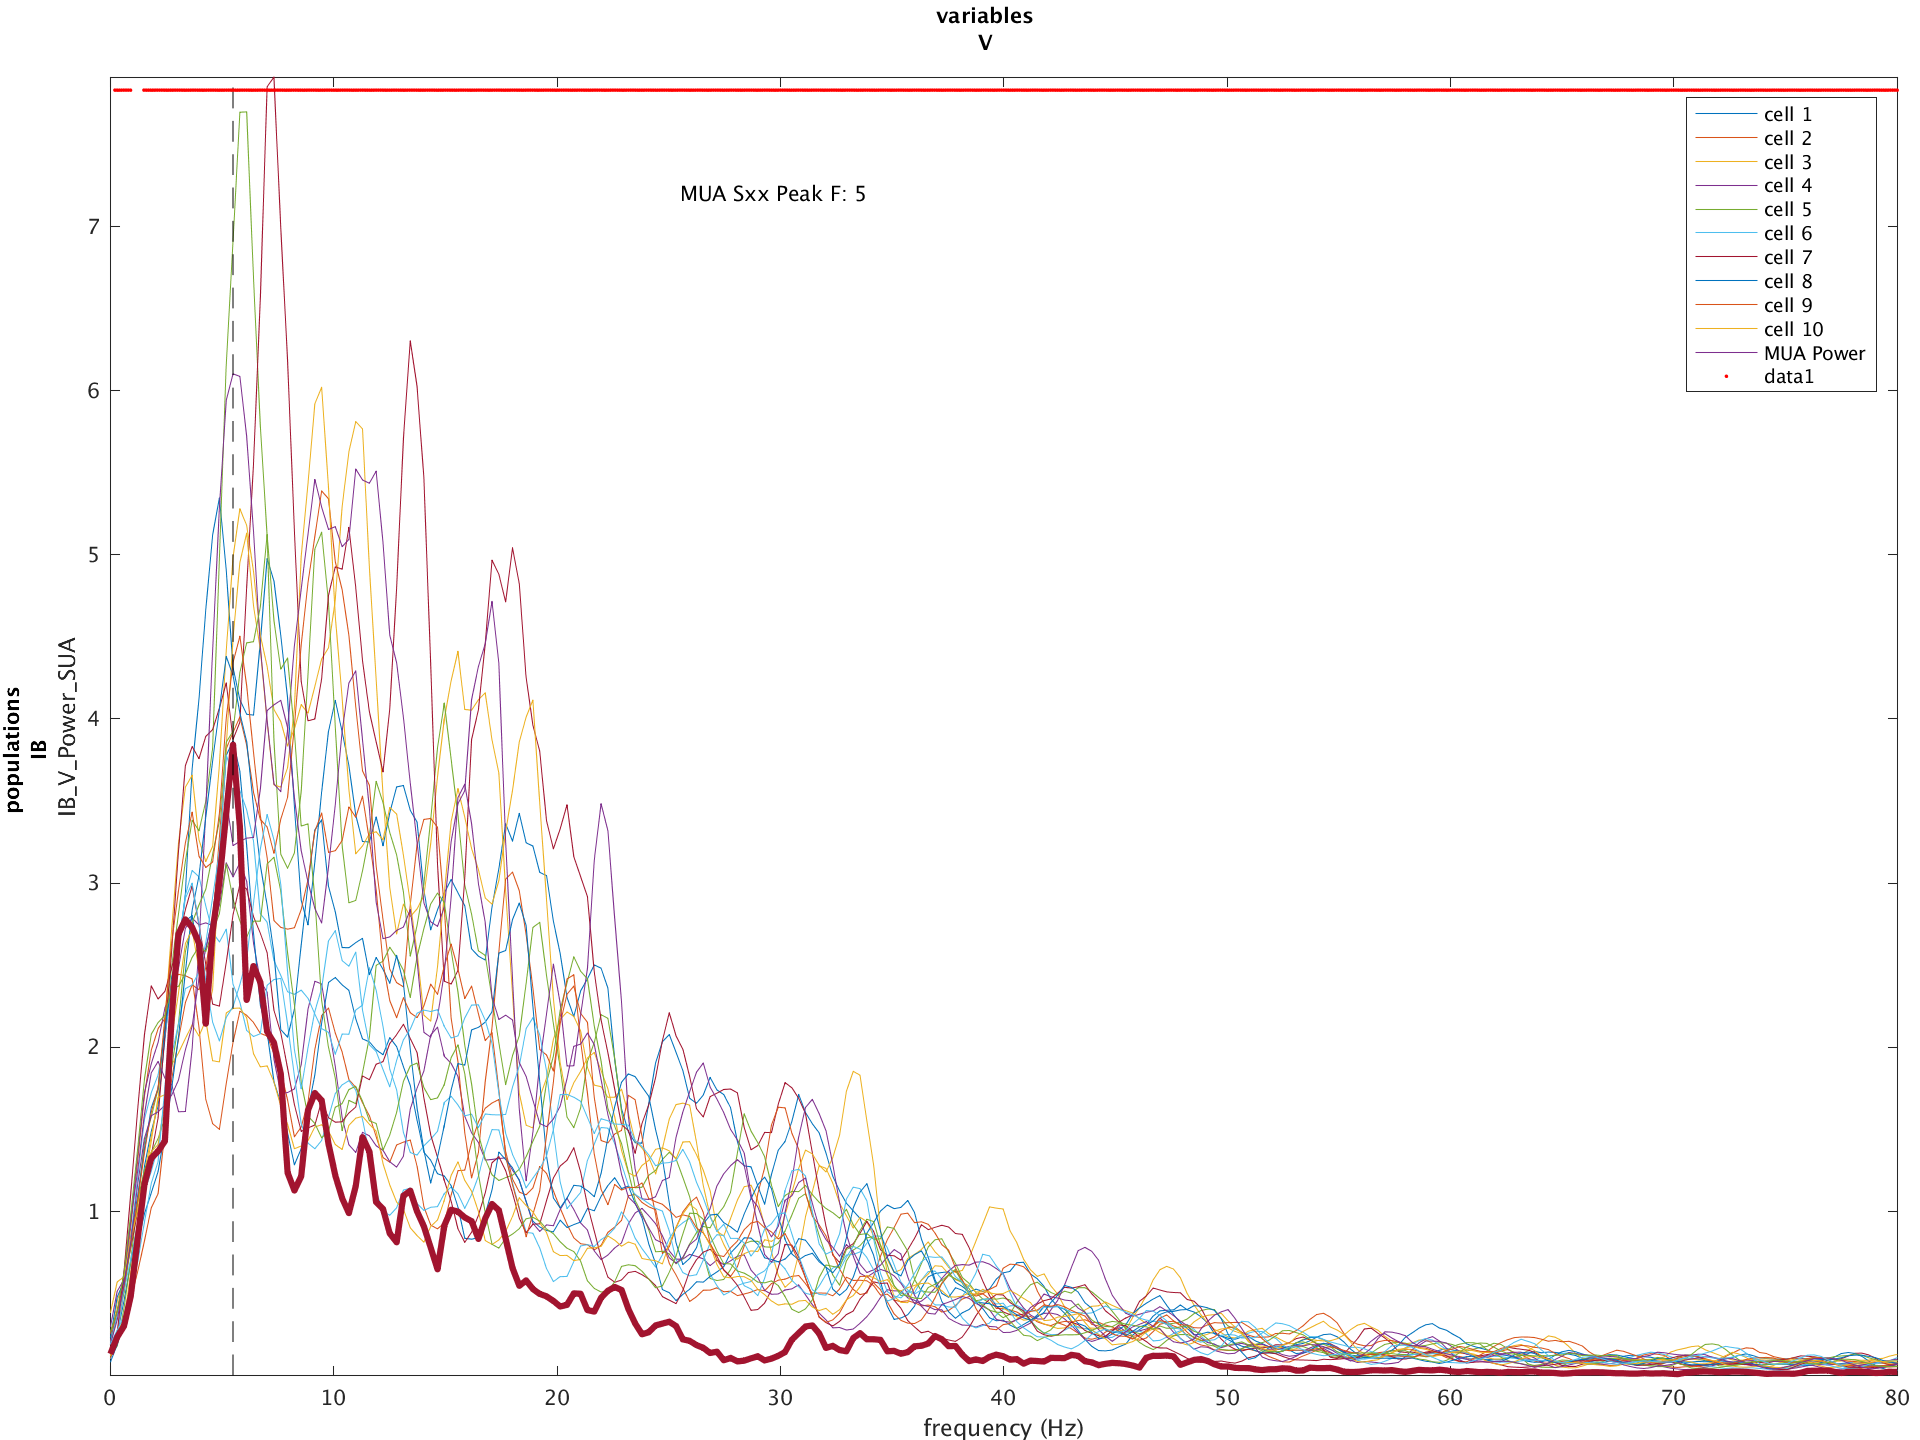 variables
V
MUA Sxx Peak F: 5
cell 1
cell 2
cell 3
cell 4
cell 5
cell 6
cell 7
cell 8
cell 9
cell 10
MUA Power
data1
populations
IB
IB_V_Power_SUA
7
6
5
4
3
2
1
0 10 20 30 40 50 60 70 80
frequency (Hz)